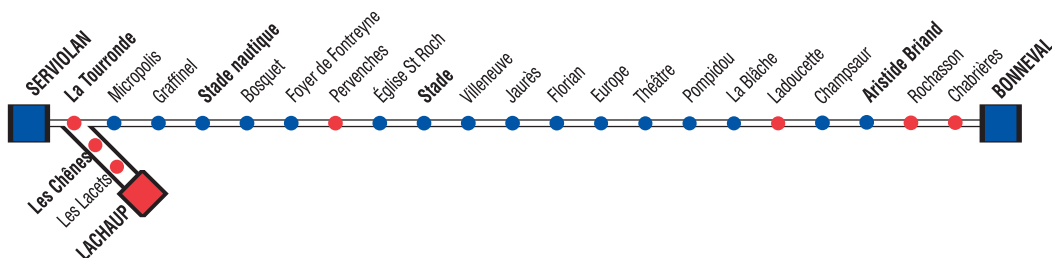 SERVIOLAN
La Tourronde
Micropolis
Graffinel
Stade nautique
Bosquet
Foyer de Fontreyne
Pervenches
Église St Roch
Stade
Villeneuve
Jaurès
Florian
Europe
Théâtre
Pompidou
La Blâche
Ladoucette
Champsaur
Aristide Briand
Rochasson
Chabrières
BONNEVAL
Les Chênes
Les Lacets
LACHAUP